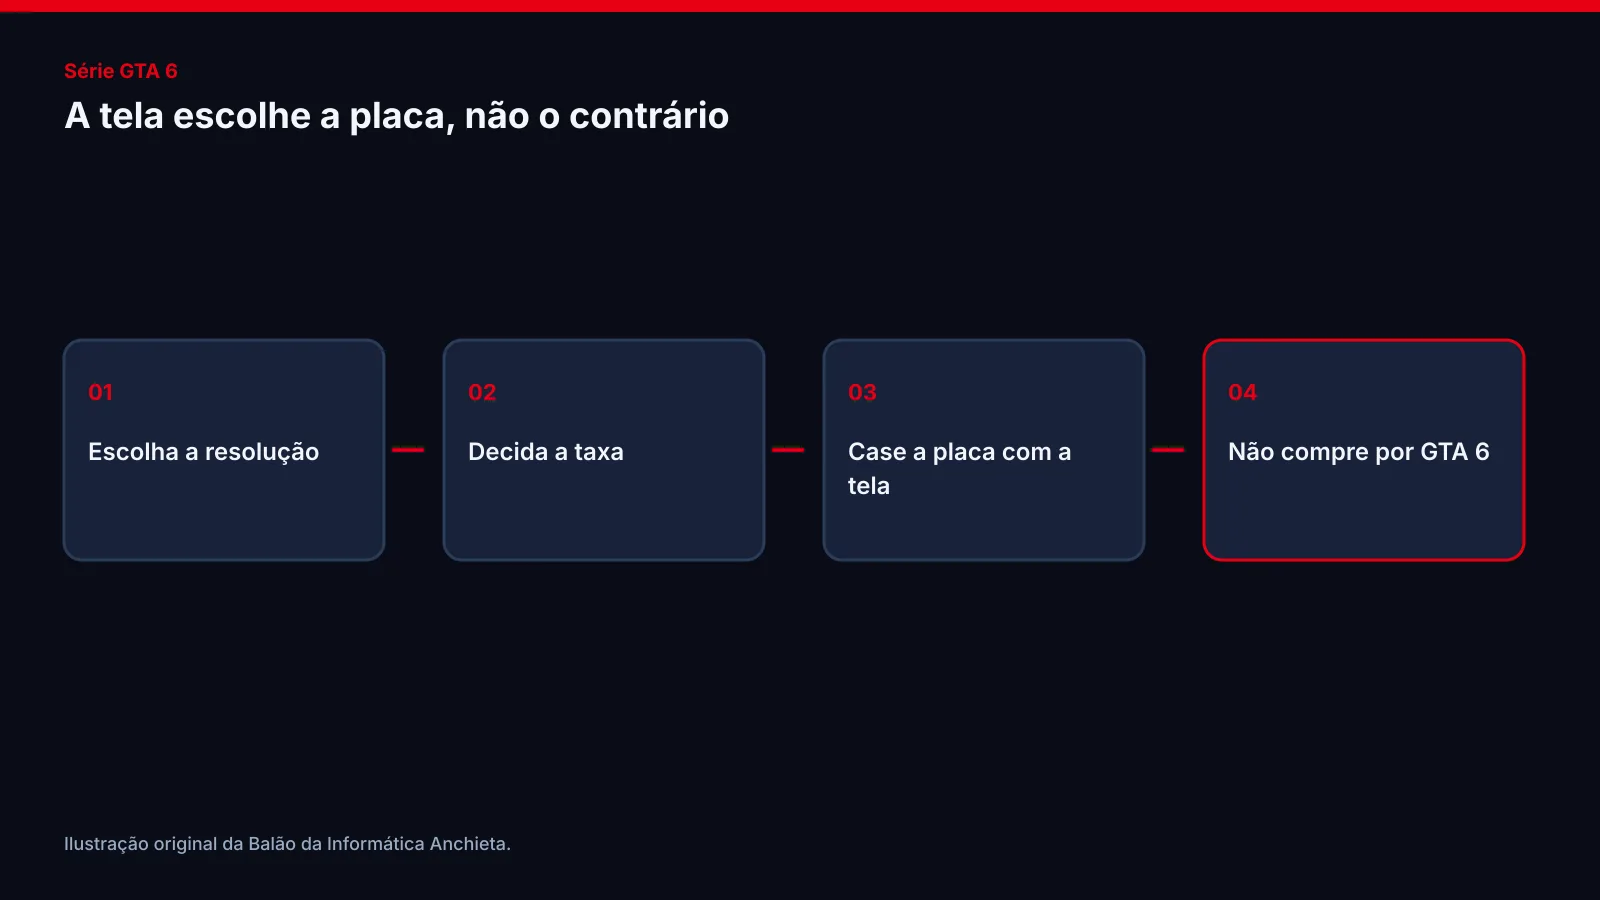 Série GTA 6
A tela escolhe a placa, não o contrário
01
Escolha a resolução
02
Decida a taxa
03
Case a placa com a
tela
04
Não compre por GTA 6
Ilustração original da Balão da Informática Anchieta.